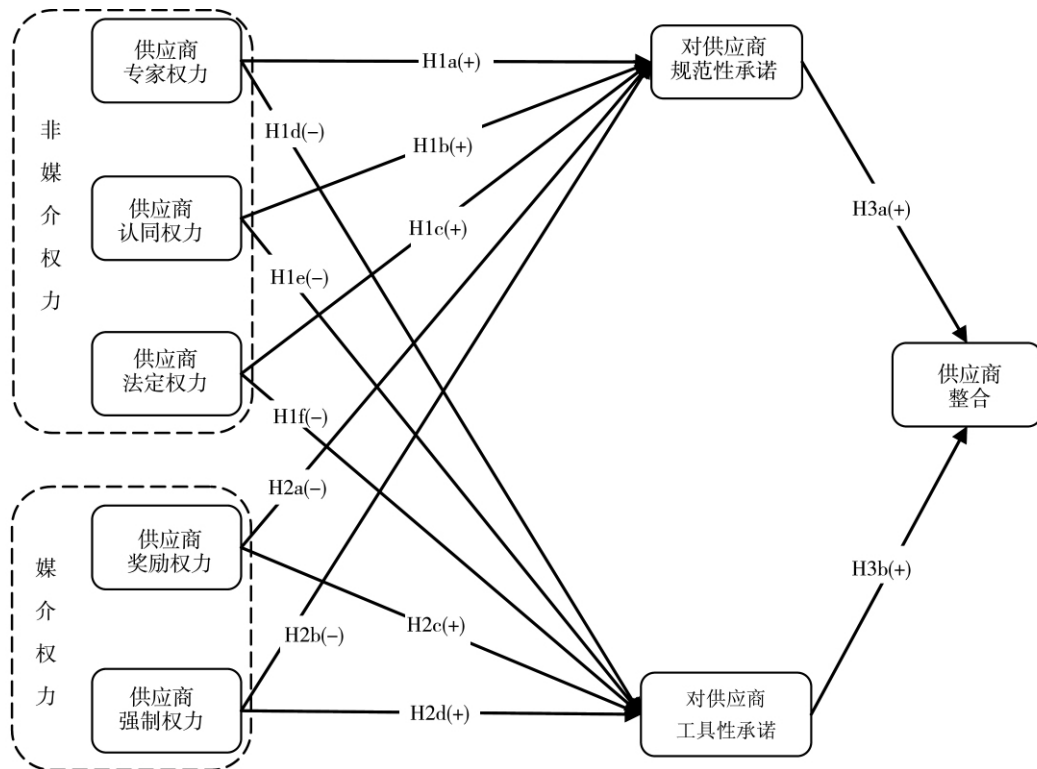 供应商
专家权力
对供应商
规范性承诺
H1a(+)
非媒介权力
H1d(−)
H1b(+)
供应商
认同权力
H3a(+)
H1c(+)
H1e(−)
供应商
法定权力
供应商
整合
H1f(−)
H2a(−)
供应商
奖励权力
媒介权力
H3b(+)
H2c(+)
H2b(−)
供应商
强制权力
H2d(+)
对供应商
工具性承诺